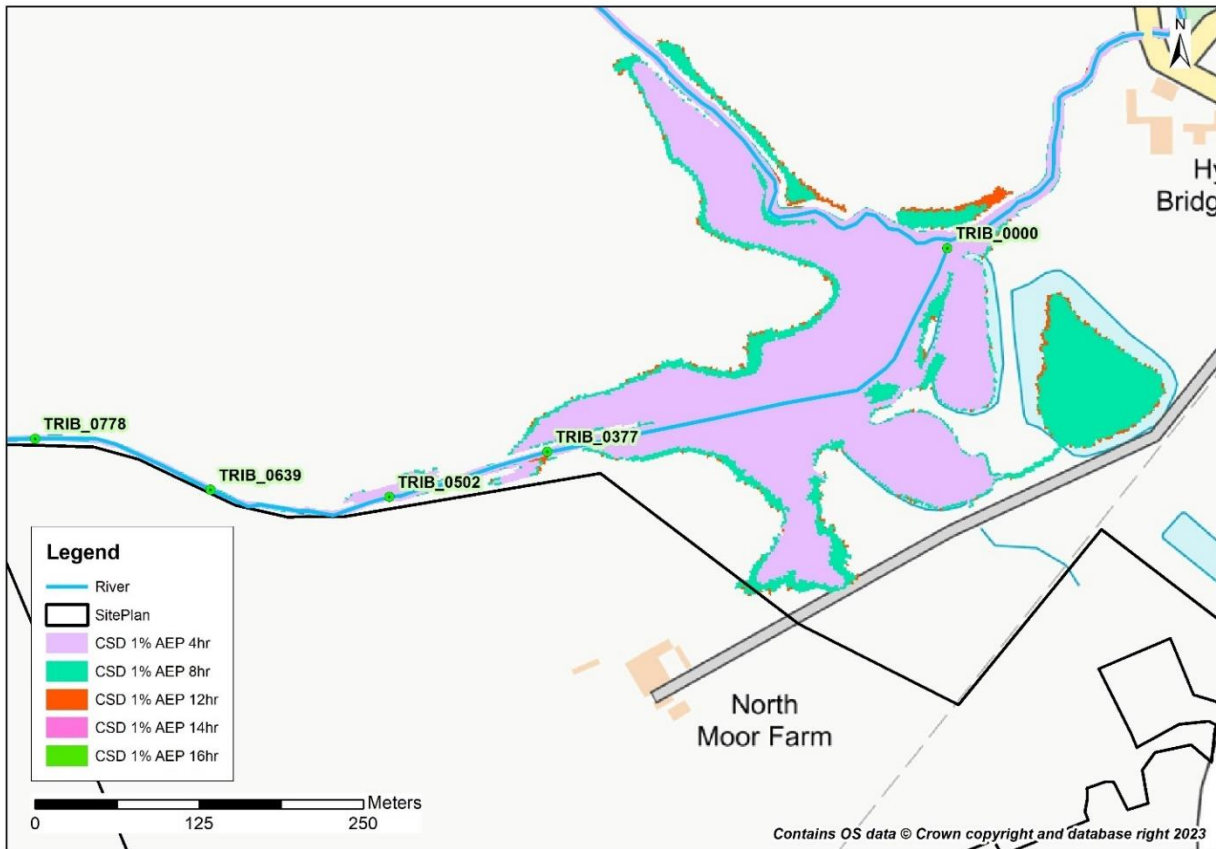 N
Hy
Bridg
TRIB_0000
TRIB_0778
TRIB_0377
TRIB_0639
TRIB_0502
Legend
River
SitePlan
CSD 1% AEP 4hr
CSD 1% AEP 8hr
CSD 1% AEP 12hr
CSD 1% AEP 14hr
CSD 1% AEP 16hr
North
Moor Farm
Meters
0 125 250
Contains OS data © Crown copyright and database right 2023